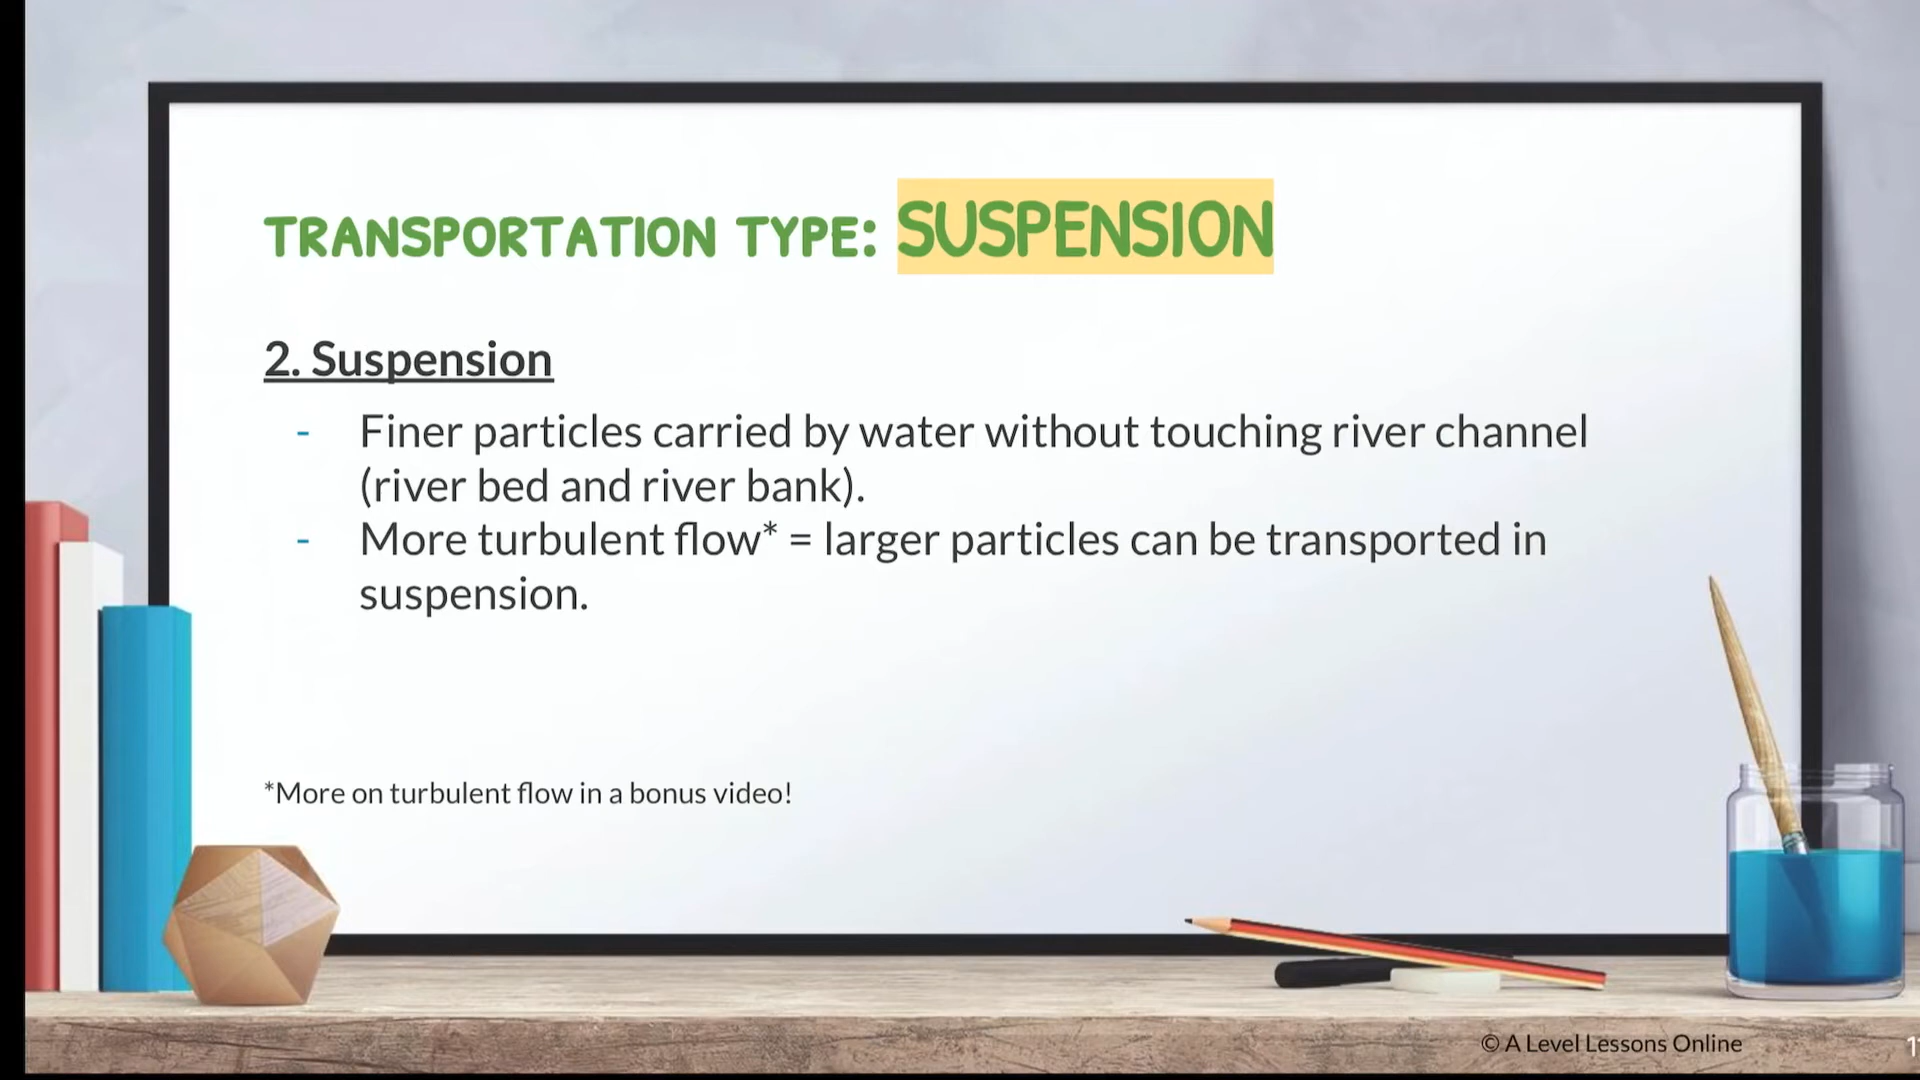 TRANSPORTATION TYPE: SUSPENSION
2. Suspension
- Finer particles carried by water without touching river channel
(river bed and river bank).
- More turbulent flow* = larger particles can be transported in
suspension.
*More on turbulent flow in a bonus video!
© A Level Lessons Online